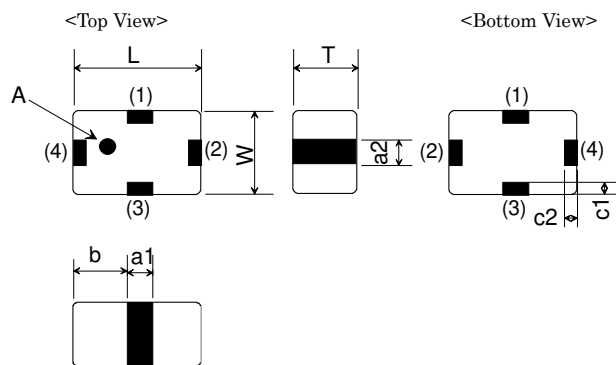 <Top View>
<Bottom View>
L
T
A
(1)
(1)
(4)
(2)
W
a2
(2)
(4)
(3)
(3)
c2
c1
b
a1